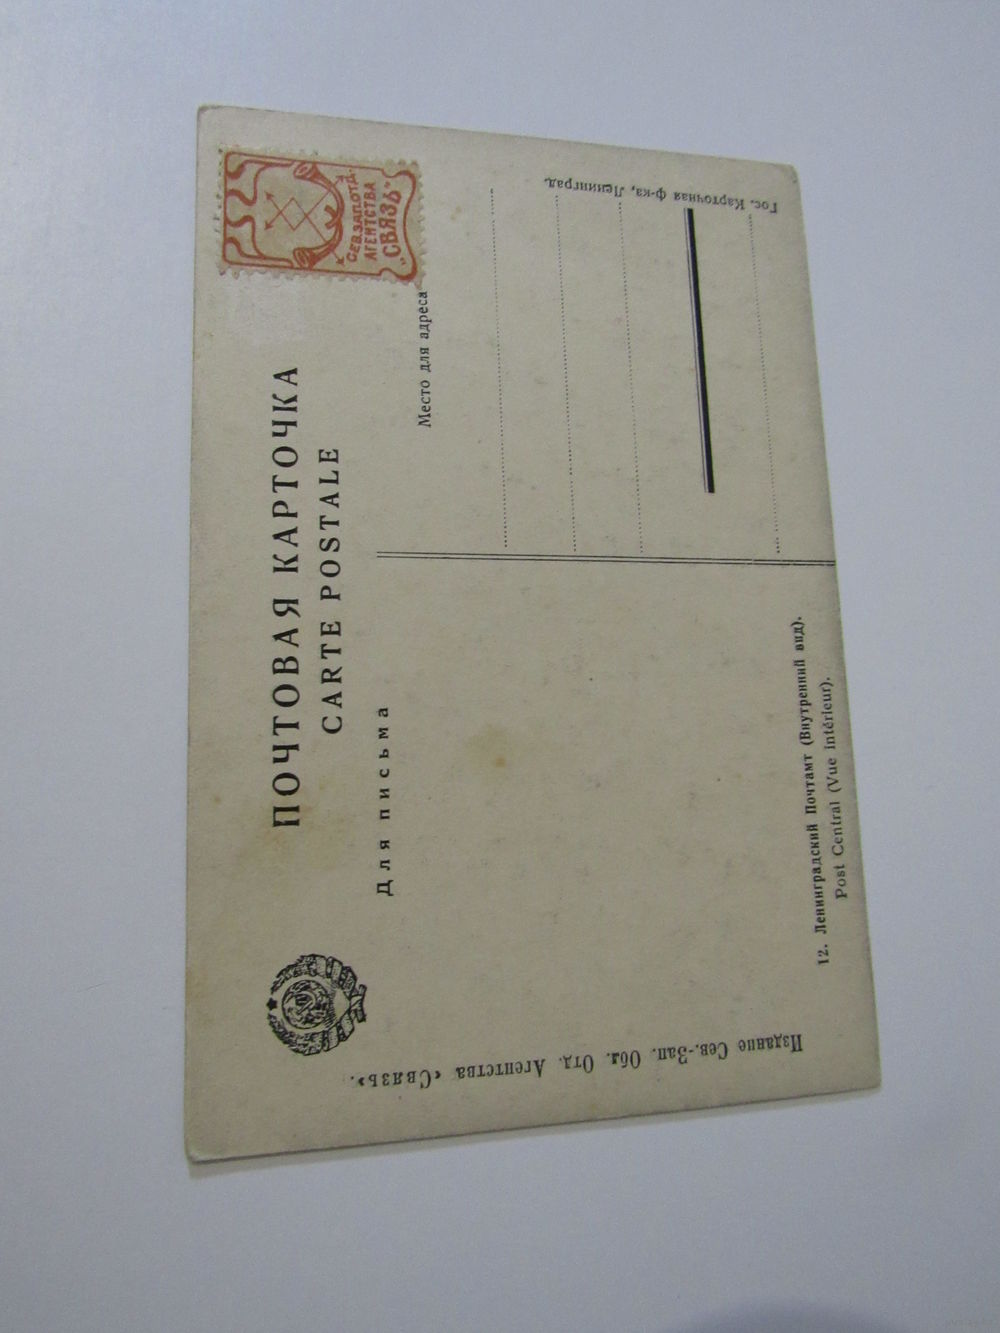 ПОЧТОВАЯ КАРТОЧКА
CARTE POSTALE
СЕВ.ЗАП.ОТД.
АГЕНТСТВА
„СВЯЗЬ"
Для письма
Место для адреса
12. Ленинградский Почтамт (Внутренний вид).
Post Central (Vue intérieur).
Издание Сев.-Зап. Обл. Отд. Агентства «Связь».
Гос. Карточная ф-ка, Ленинград.